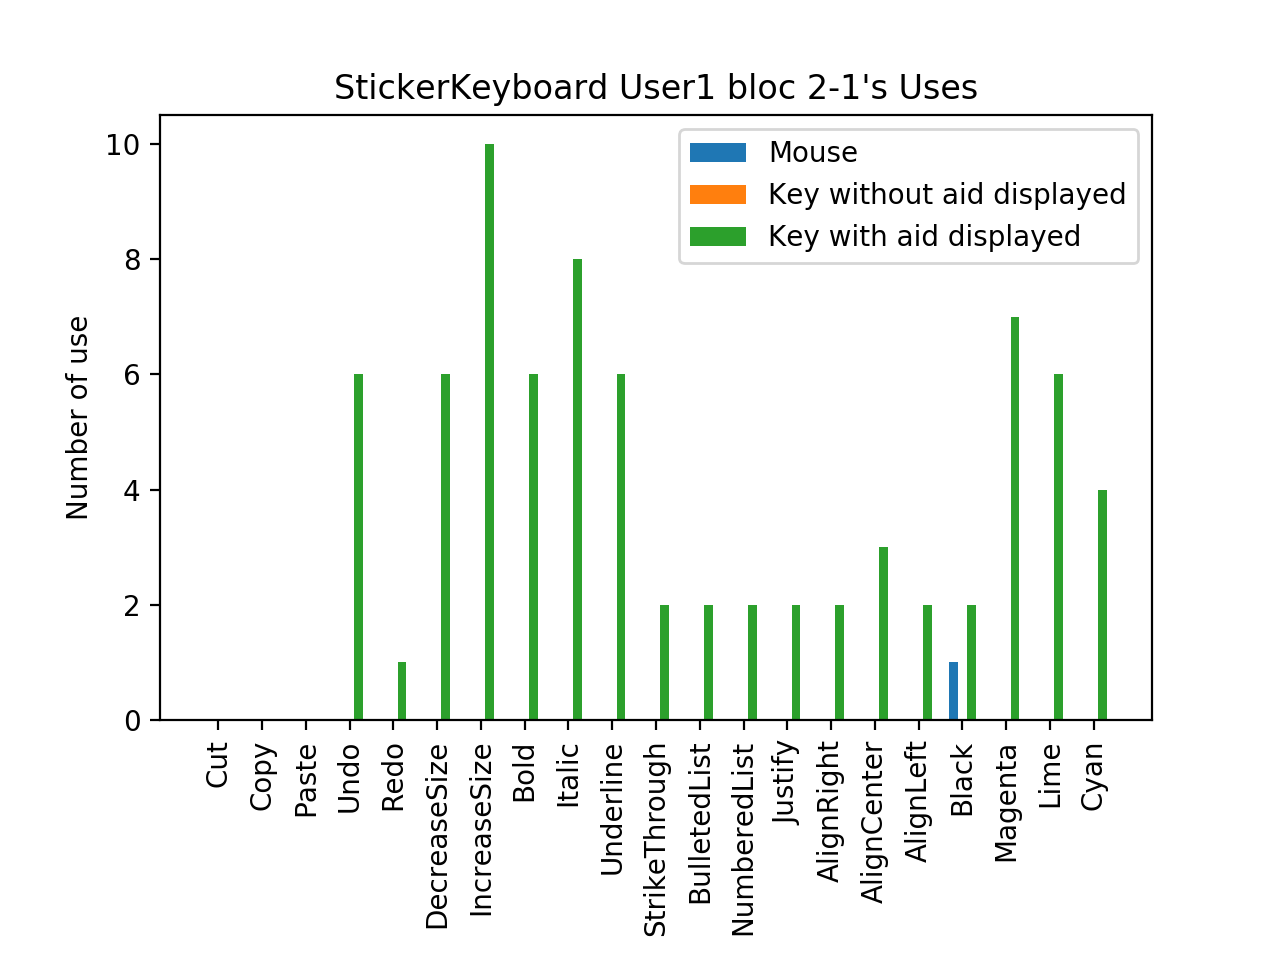 StickerKeyboard User1 bloc 2-1's Uses
Mouse
Key without aid displayed
Key with aid displayed
Number of use
10
8
6
4
2
0
Cut
Copy
Paste
Undo
Redo
DecreaseSize
IncreaseSize
Bold
Italic
Underline
StrikeThrough
BulletedList
NumberedList
Justify
AlignRight
AlignCenter
AlignLeft
Black
Magenta
Lime
Cyan